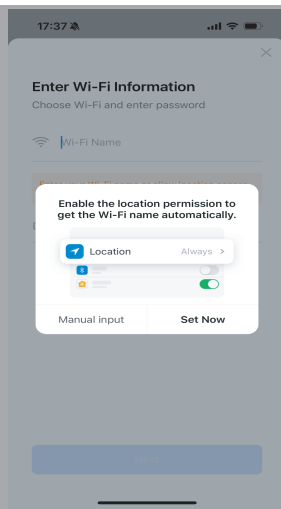 17:37
Enter Wi-Fi Information
Choose Wi-Fi and enter password
Wi-Fi Name
Enable the location permission to
get the Wi-Fi name automatically.
Location
Always >
Manual input
Set Now